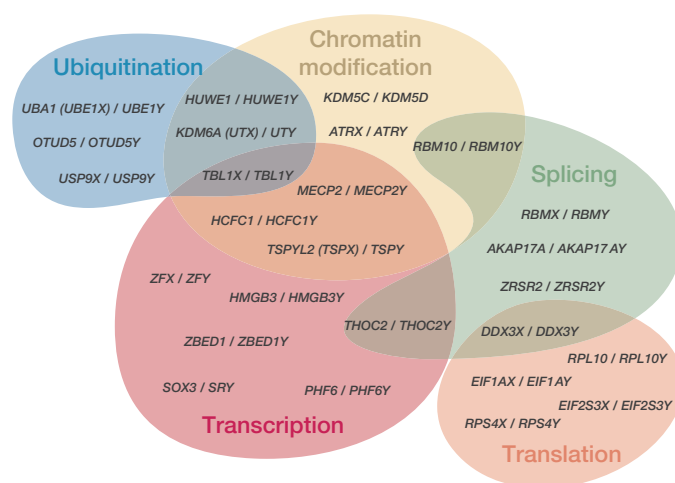 Chromatin
modification
Ubiquitination
HUWE1 / HUWE1Y
KDM5C / KDM5D
UBA1 (UBE1X) / UBE1Y
KDM6A (UTX) / UTY
ATRX / ATRY
OTUD5 / OTUD5Y
RBM10 / RBM10Y
USP9X / USP9Y
TBL1X / TBL1Y
Splicing
MECP2 / MECP2Y
HCFC1 / HCFC1Y
RBMX / RBMY
TSPYL2 (TSPX) / TSPY
AKAP17A / AKAP17 AY
ZFX / ZFY
ZRSR2 / ZRSR2Y
HMGB3 / HMGB3Y
THOC2 / THOC2Y
DDX3X / DDX3Y
ZBED1 / ZBED1Y
RPL10 / RPL10Y
EIF1AX / EIF1AY
SOX3 / SRY
PHF6 / PHF6Y
EIF2S3X / EIF2S3Y
RPS4X / RPS4Y
Transcription
Translation